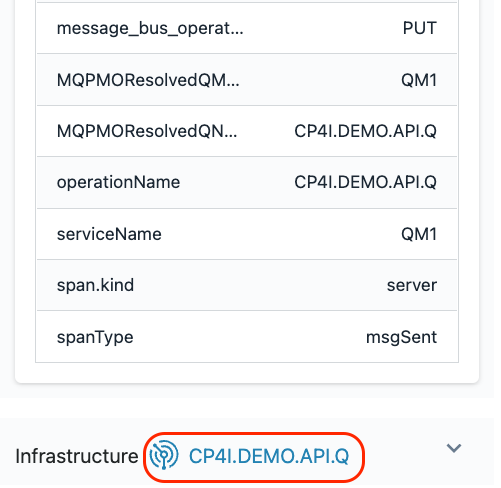 message_bus_operat... PUT
MQPMOResolvedQM... QM1
MQPMOResolvedQN... CP4I.DEMO.API.Q
operationName CP4I.DEMO.API.Q
serviceName QM1
span.kind server
spanType msgSent
Infrastructure CP4I.DEMO.API.Q